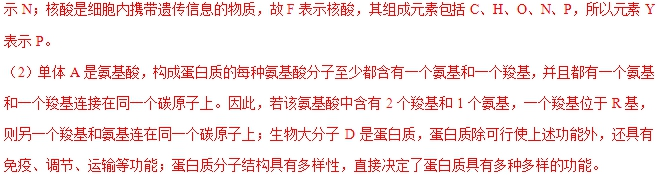 示 N；核酸是细胞内携带遗传信息的物质，故 F 表示核酸，其组成元素包括 C、H、O、N、P，所以元素 Y
表示 P。
（2）单体 A 是氨基酸，构成蛋白质的每种氨基酸分子至少都含有一个氨基和一个羧基，并且都有一个氨基
和一个羧基连接在同一个碳原子上。因此，若该氨基酸中含有 2 个羧基和 1 个氨基，一个羧基位于 R 基，
则另一个羧基和氨基连在同一个碳原子上；生物大分子 D 是蛋白质，蛋白质除可行使上述功能外，还具有
免疫、调节、运输等功能；蛋白质分子结构具有多样性，直接决定了蛋白质具有多种多样的功能。